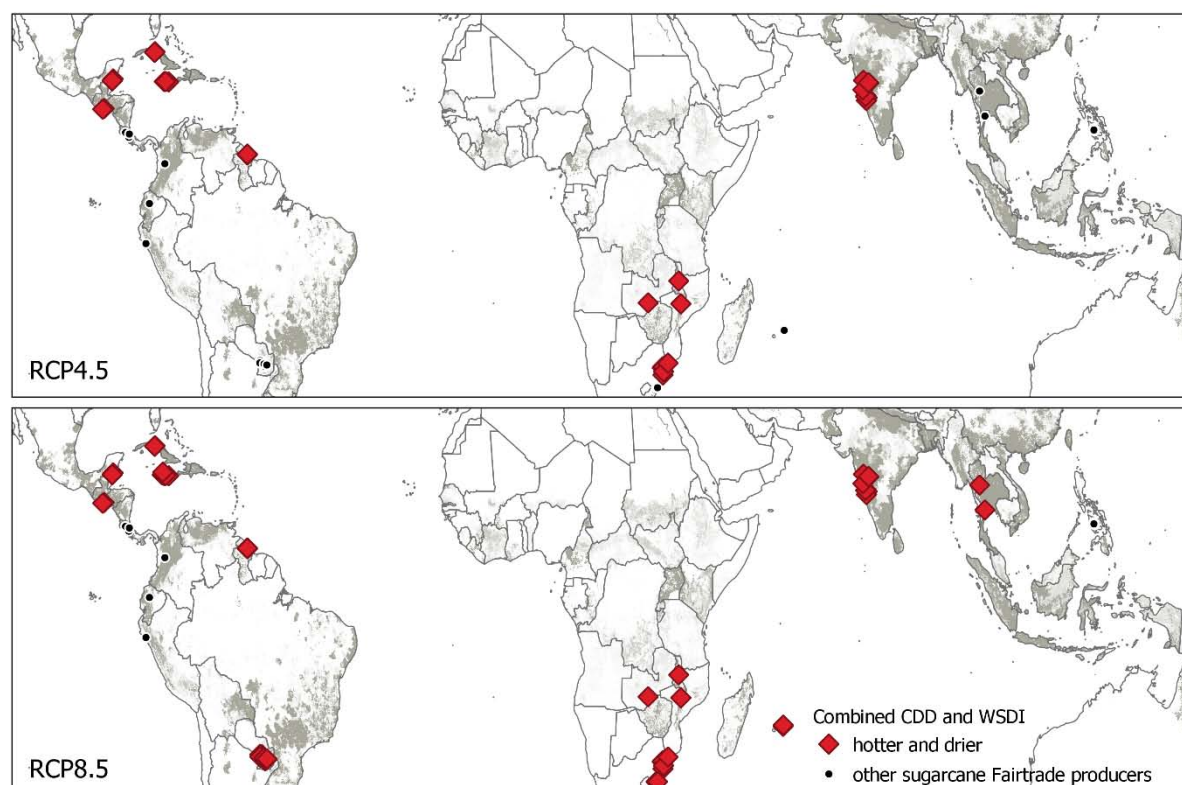 RCP4.5
RCP8.5
Combined CDD and WSDI
hotter and drier
other sugarcane Fairtrade producers